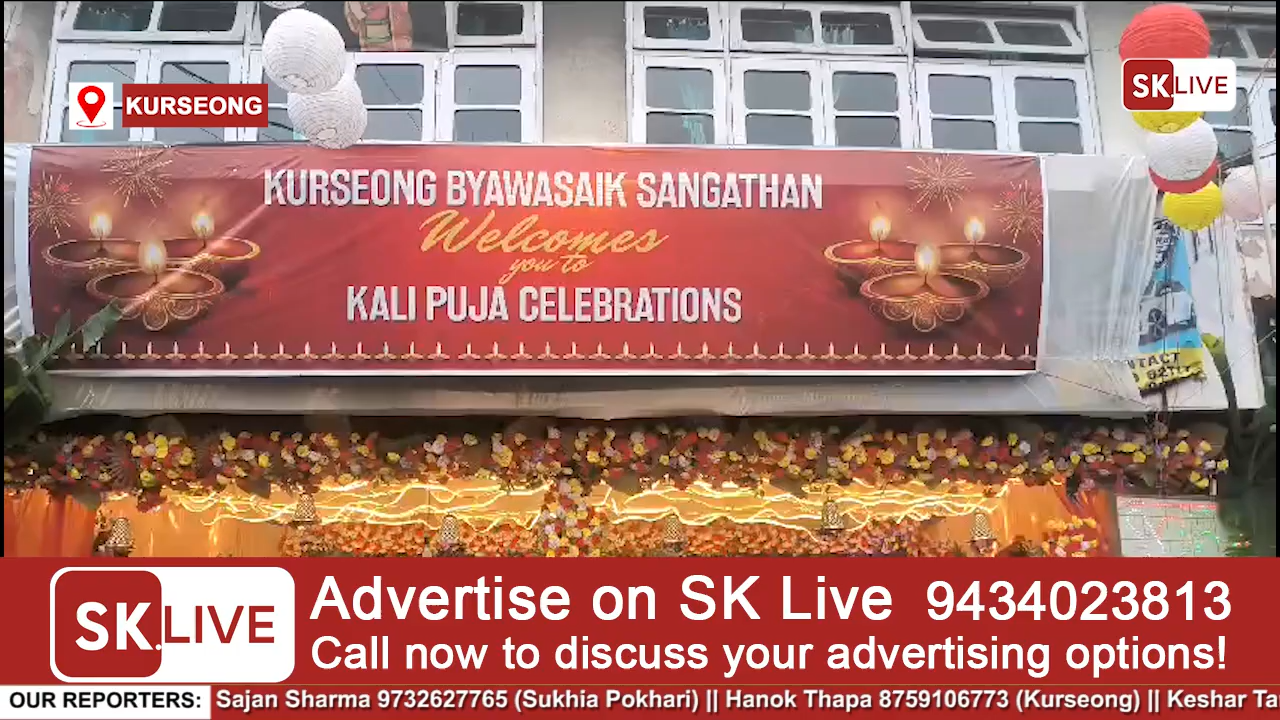 KURSEONG
SK LIVE
KURSEONG BYAWASAIK SANGATHAN
Welcomes
you to
KALI PUJA CELEBRATIONS
SK.LIVE
Advertise on SK Live 9434023813
Call now to discuss your advertising options!
OUR REPORTERS: Sajan Sharma 9732627765 (Sukhia Pokhari) || Hanok Thapa 8759106773 (Kurseong) || Keshar Ta